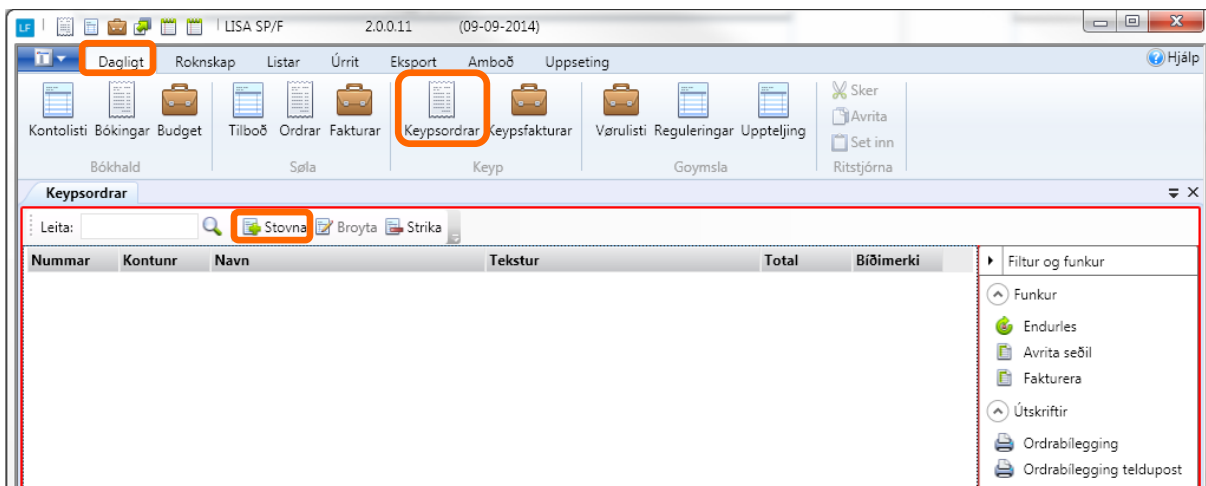 LF LISA SP/F 2.0.0.11 (09-09-2014)
Dagligt Roknskap Listar Úrrit Eksport Amboð Uppseting Hjálp
Kontolisti Bókingar Budget Tilboð Ordrar Fakturar Keypsordrar Keypsfakturar Vørulisti Reguleringar Uppteljing
Sker
Avrita
Set inn
Bókhald Søla Keyp Goymsla Ritstjórna
Keypsordrar
Leita: Stovna Broyta Strika
Nummar Kontunr Navn Tekstur Total Bíðimerki
Filtur og funkur
Funkur
Endurles
Avrita seðil
Fakturera
Útskriftir
Ordrabílegging
Ordrabílegging teldupost